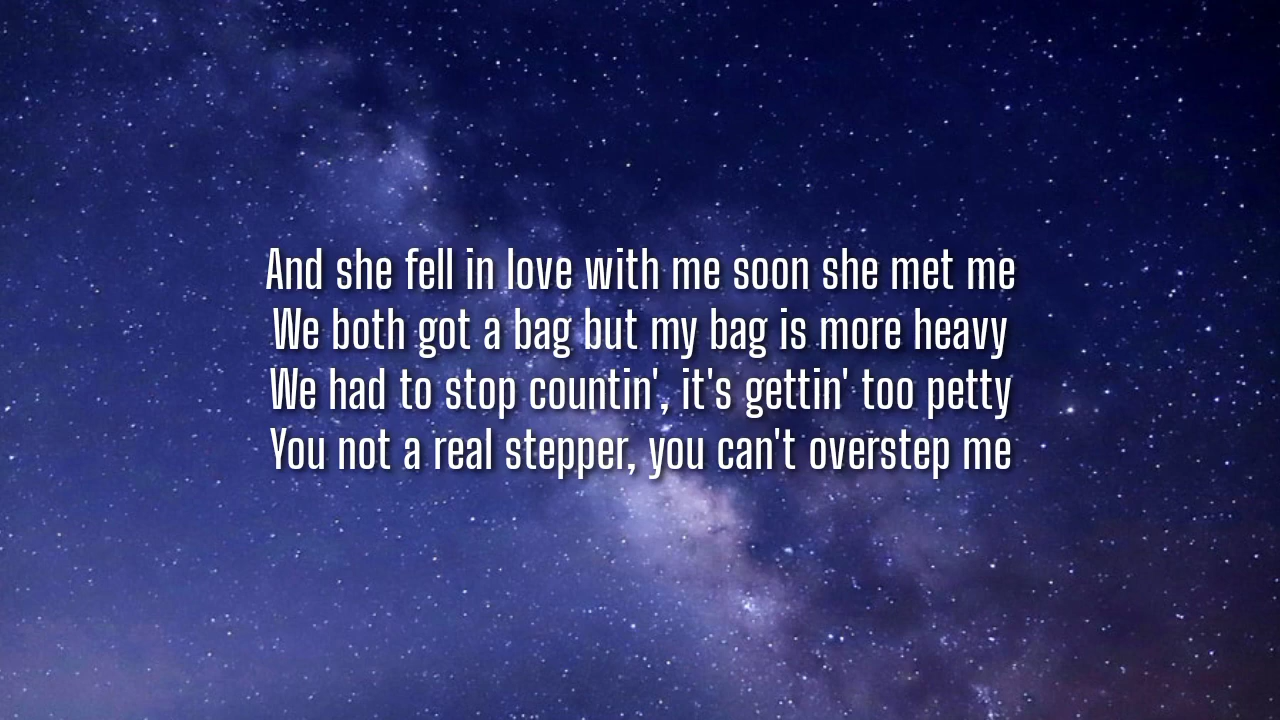 And she fell in love with me soon she met me
We both got a bag but my bag is more heavy
We had to stop countin', it's gettin' too petty
You not a real stepper, you can't overstep me